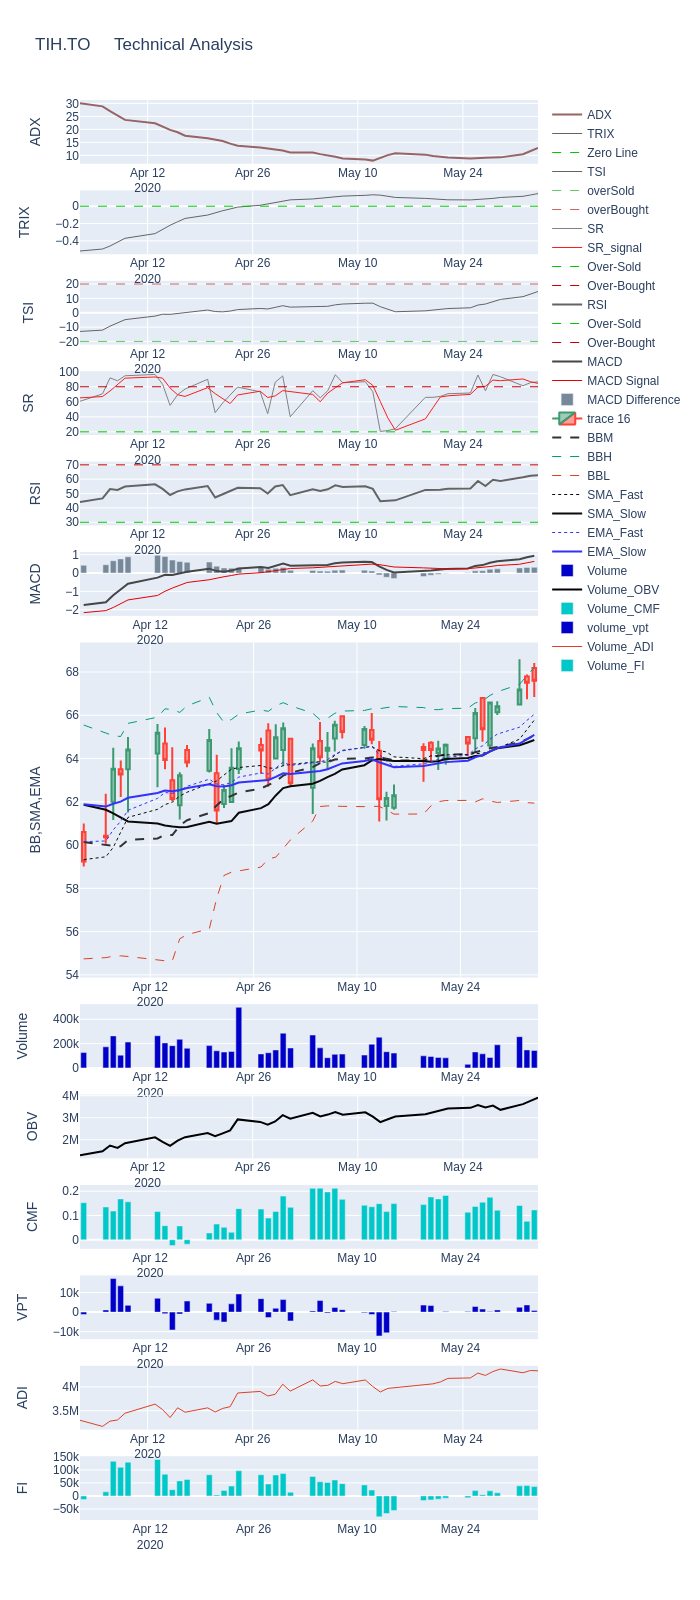 TIH.TO Technical Analysis
ADX
30
25
20
15
10
Apr 12
2020
Apr 26
May 10
May 24
TRIX
0
−0.2
−0.4
Apr 12
2020
Apr 26
May 10
May 24
TSI
20
10
0
−10
−20
Apr 12
2020
Apr 26
May 10
May 24
SR
100
80
60
40
20
Apr 12
2020
Apr 26
May 10
May 24
RSI
70
60
50
40
30
Apr 12
2020
Apr 26
May 10
May 24
MACD
1
0
−1
−2
Apr 12
2020
Apr 26
May 10
May 24
BB,SMA,EMA
68
66
64
62
60
58
56
54
Apr 12
2020
Apr 26
May 10
May 24
Volume
400k
200k
0
Apr 12
2020
Apr 26
May 10
May 24
OBV
4M
3M
2M
Apr 12
2020
Apr 26
May 10
May 24
CMF
0.2
0.1
0
Apr 12
2020
Apr 26
May 10
May 24
VPT
10k
0
−10k
Apr 12
2020
Apr 26
May 10
May 24
ADI
4M
3.5M
Apr 12
2020
Apr 26
May 10
May 24
FI
150k
100k
50k
0
−50k
Apr 12
2020
Apr 26
May 10
May 24
ADX
TRIX
Zero Line
TSI
overSold
overBought
SR
SR_signal
Over-Sold
Over-Bought
RSI
Over-Sold
Over-Bought
MACD
MACD Signal
MACD Difference
trace 16
BBM
BBH
BBL
SMA_Fast
SMA_Slow
EMA_Fast
EMA_Slow
Volume
Volume_OBV
Volume_CMF
volume_vpt
Volume_ADI
Volume_FI